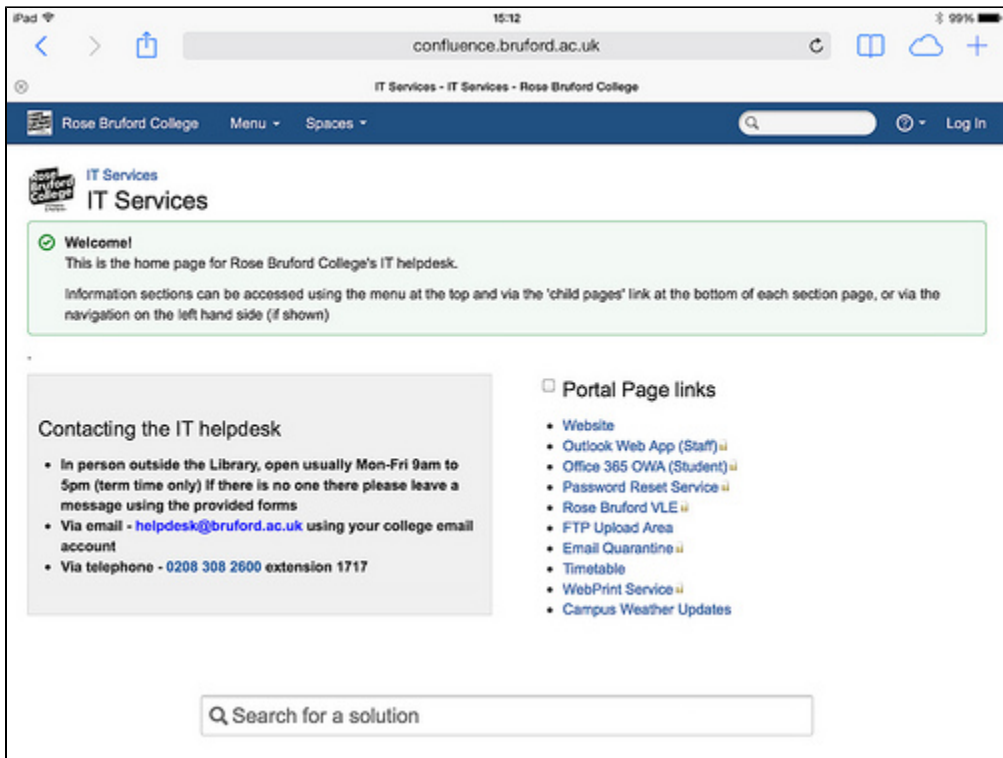 iPad 15:12 99%
confluence.bruford.ac.uk
IT Services - IT Services - Rose Bruford College
Rose Bruford College Menu Spaces Log In
Rose
Bruford
College
IT Services
IT Services
Welcome!
This is the home page for Rose Bruford College's IT helpdesk.
Information sections can be accessed using the menu at the top and via the 'child pages' link at the bottom of each section page, or via the
navigation on the left hand side (if shown)
Contacting the IT helpdesk
• In person outside the Library, open usually Mon-Fri 9am to
5pm (term time only) If there is no one there please leave a
message using the provided forms
• Via email - helpdesk@bruford.ac.uk using your college email
account
• Via telephone - 0208 308 2600 extension 1717
Portal Page links
• Website
• Outlook Web App (Staff)
• Office 365 OWA (Student)
• Password Reset Service
• Rose Bruford VLE
• FTP Upload Area
• Email Quarantine
• Timetable
• WebPrint Service
• Campus Weather Updates
Search for a solution